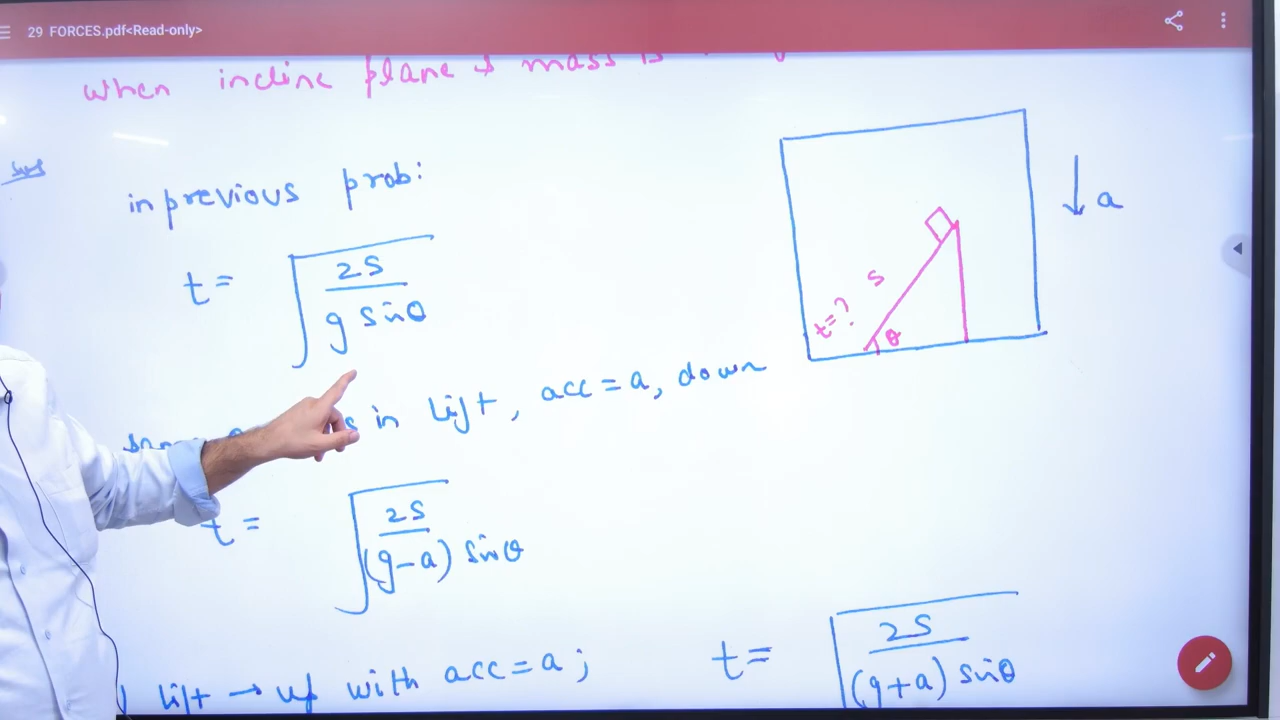 29 FORCES.pdf<Read-only>
when incline plane & mass is
Sol
in previous prob:
t = √(2S / g sinθ)
in lift, acc = a, down
t = √(2S / (g-a) sinθ)
lift → up with acc = a ;
t = √(2S / (g+a) sinθ)
↓ a
s
t=?
θ